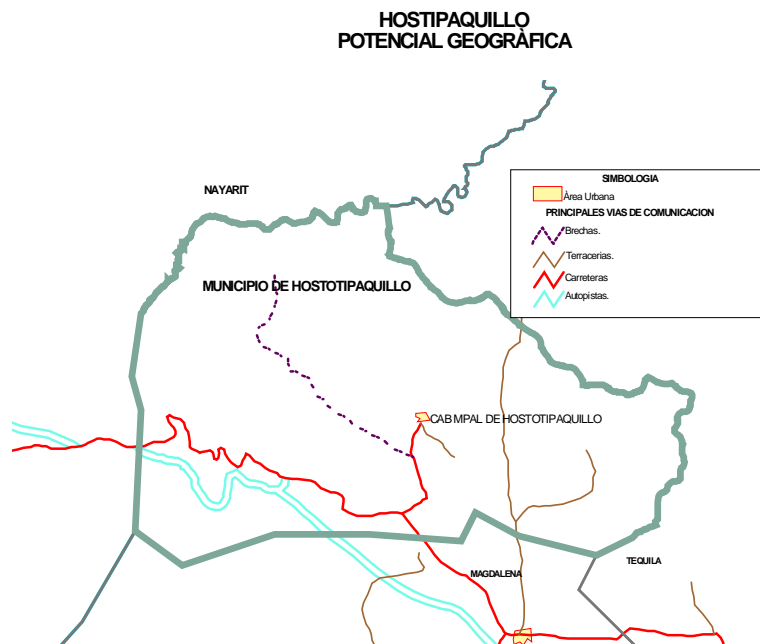 HOSTIPAQUILLO
POTENCIAL GEOGRÀFICA
NAYARIT
SIMBOLOGIA
Àrea Urbana
PRINCIPALES VIAS DE COMUNICACION
Brechas.
Terracerias.
Carreteras
Autopistas.
MUNICIPIO DE HOSTOTIPAQUILLO
CAB MPAL DE HOSTOTIPAQUILLO
MAGDALENA
TEQUILA